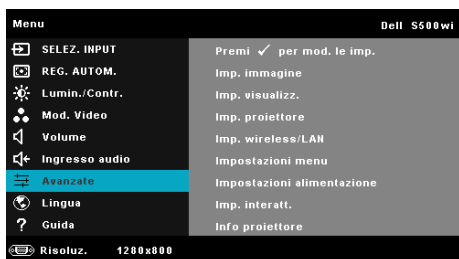 Menu Dell S500wi
SELEZ. INPUT Premi ✓ per mod. le imp.
REG. AUTOM. Imp. immagine
Lumin./Contr. Imp. visualizz.
Mod. Video Imp. proiettore
Volume Imp. wireless/LAN
Ingresso audio Impostazioni menu
Avanzate Impostazioni alimentazione
Lingua Imp. interatt.
? Guida Info proiettore
Risoluz. 1280x800